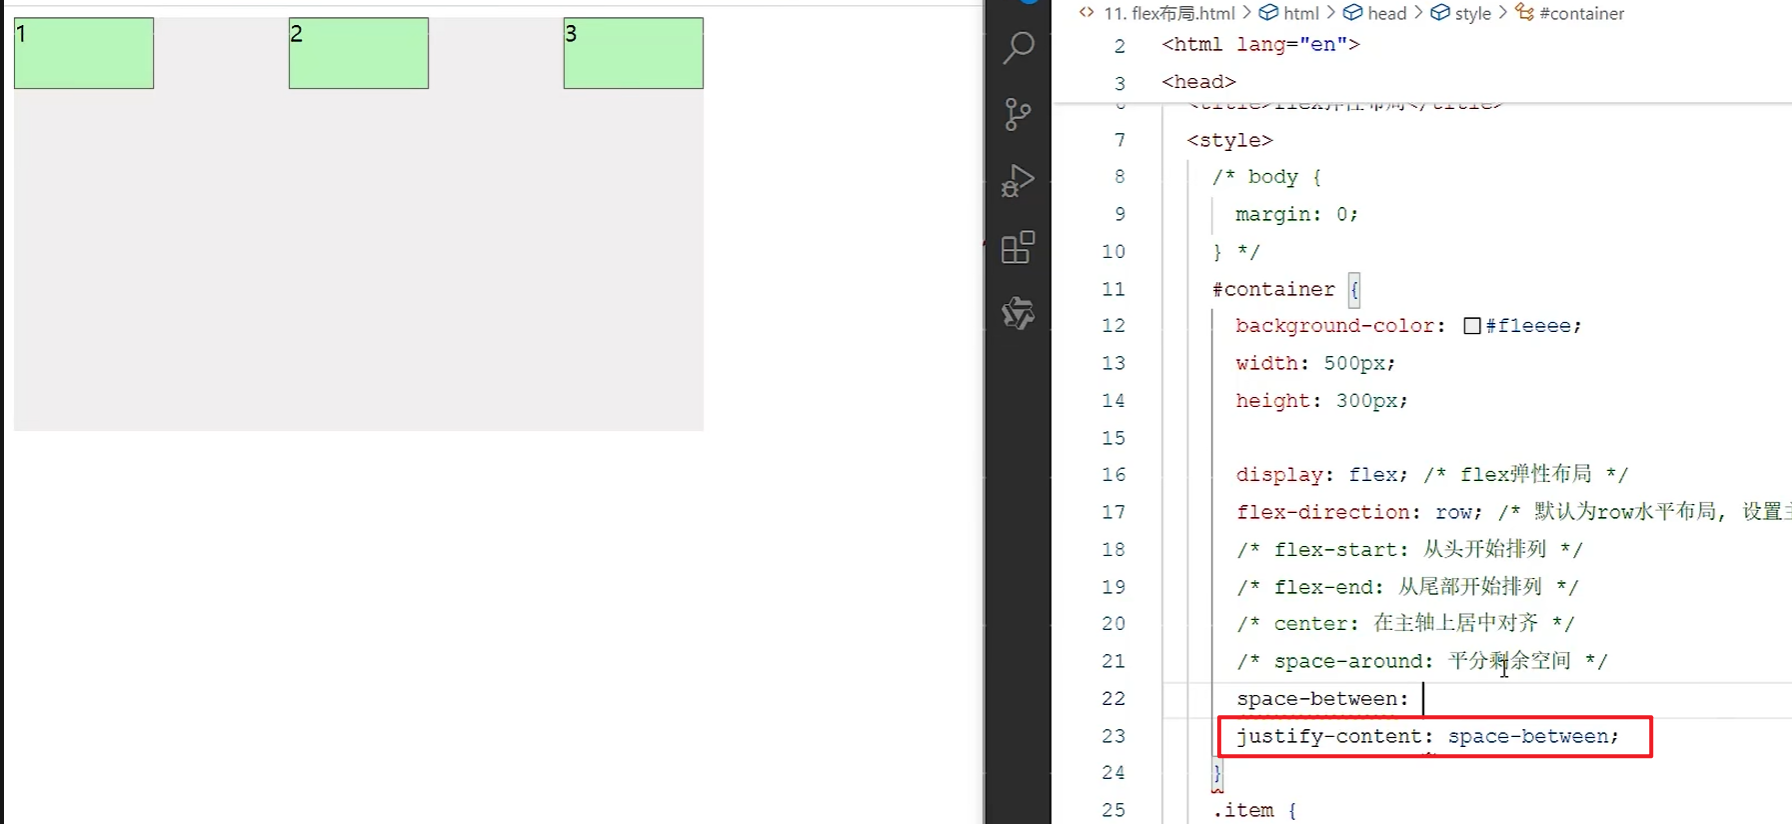 1
2
3
11. flex布局.html > html > head > style > #container
2 <html lang="en">
3 <head>
7 <style>
8 /* body {
9 margin: 0;
10 } */
11 #container {
12 background-color: #f1eeee;
13 width: 500px;
14 height: 300px;
15
16 display: flex; /* flex弹性布局 */
17 flex-direction: row; /* 默认为row水平布局, 设置
18 /* flex-start: 从头开始排列 */
19 /* flex-end: 从尾部开始排列 */
20 /* center: 在主轴上居中对齐 */
21 /* space-around: 平分剩余空间 */
22 space-between:
23 justify-content: space-between;
24 }
25 .item {